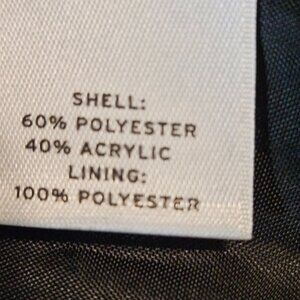 SHELL:
60% POLYESTER
40% ACRYLIC
LINING:
100% POLYESTER